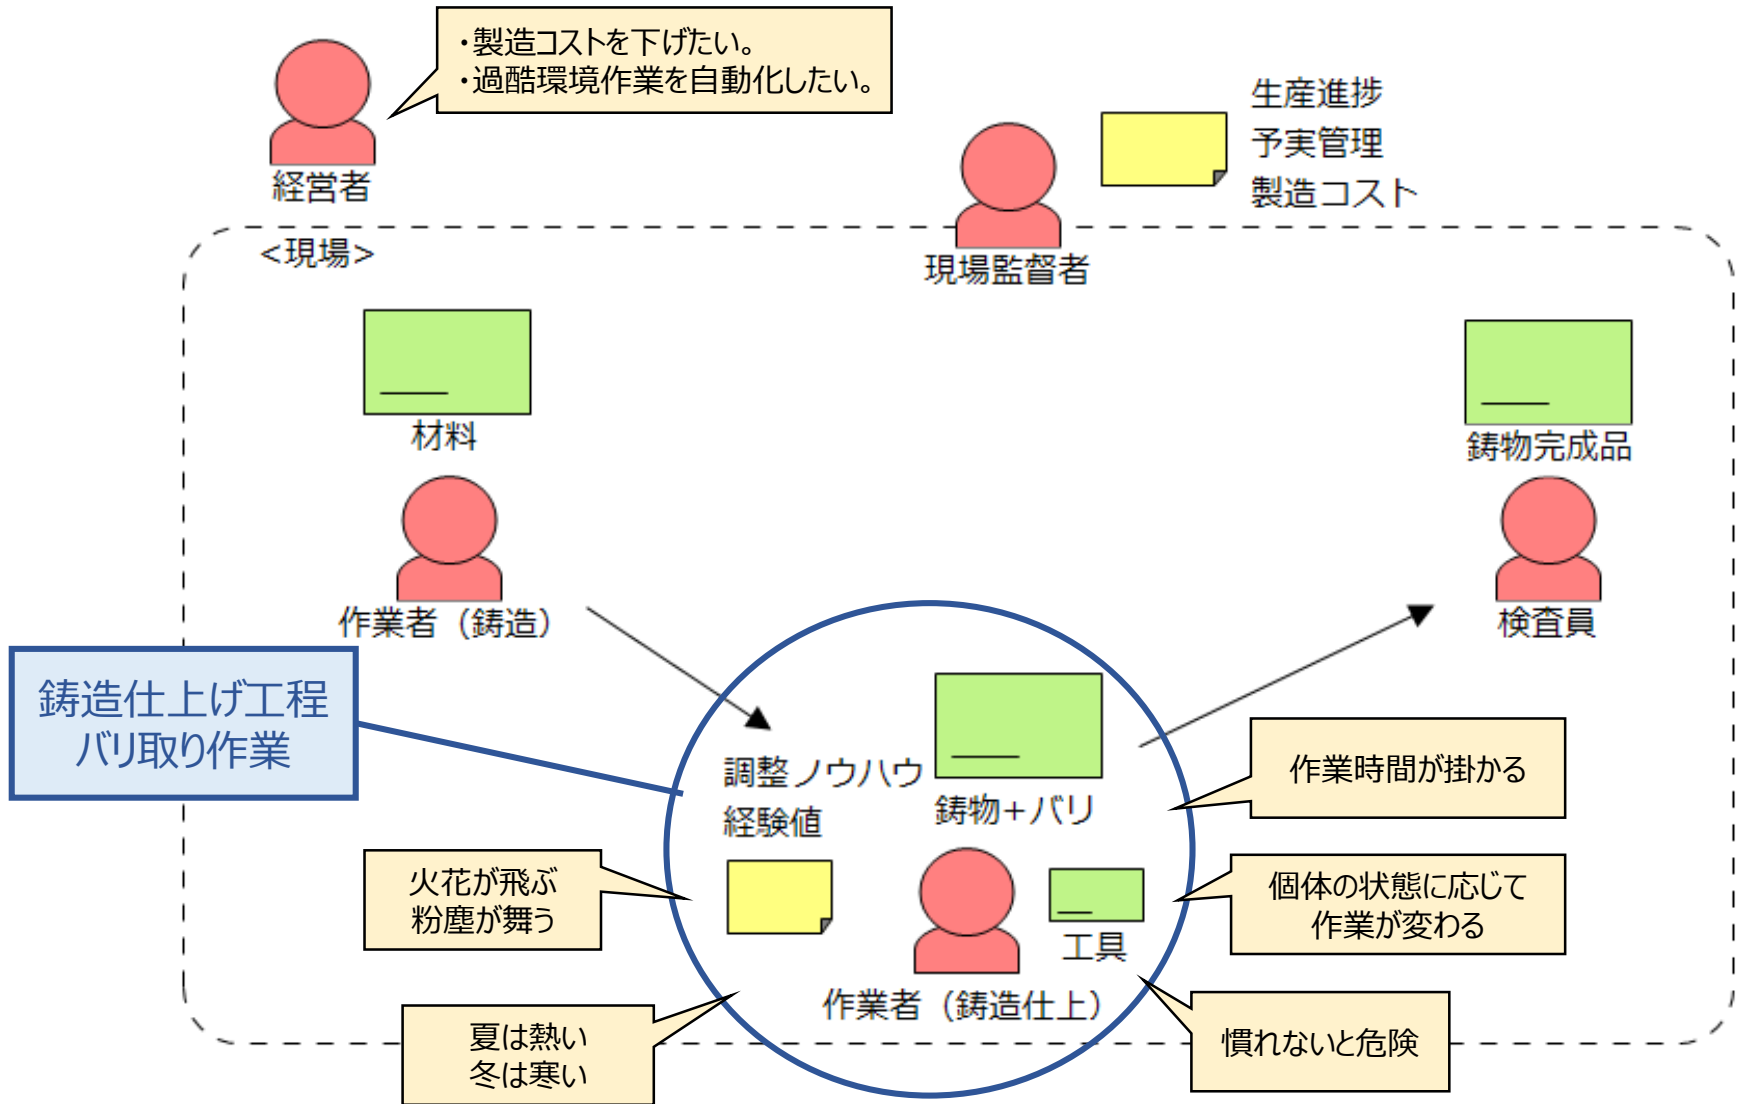 ・製造コストを下げたい。
・過酷環境作業を自動化したい。
経営者
生産進捗
予実管理
製造コスト
現場監督者
<現場>
材料
作業者（鋳造）
鋳物完成品
検査員
鋳造仕上げ工程
バリ取り作業
調整ノウハウ
経験値
鋳物+バリ
作業時間が掛かる
火花が飛ぶ
粉塵が舞う
個体の状態に応じて
作業が変わる
工具
作業者（鋳造仕上）
夏は熱い
冬は寒い
慣れないと危険